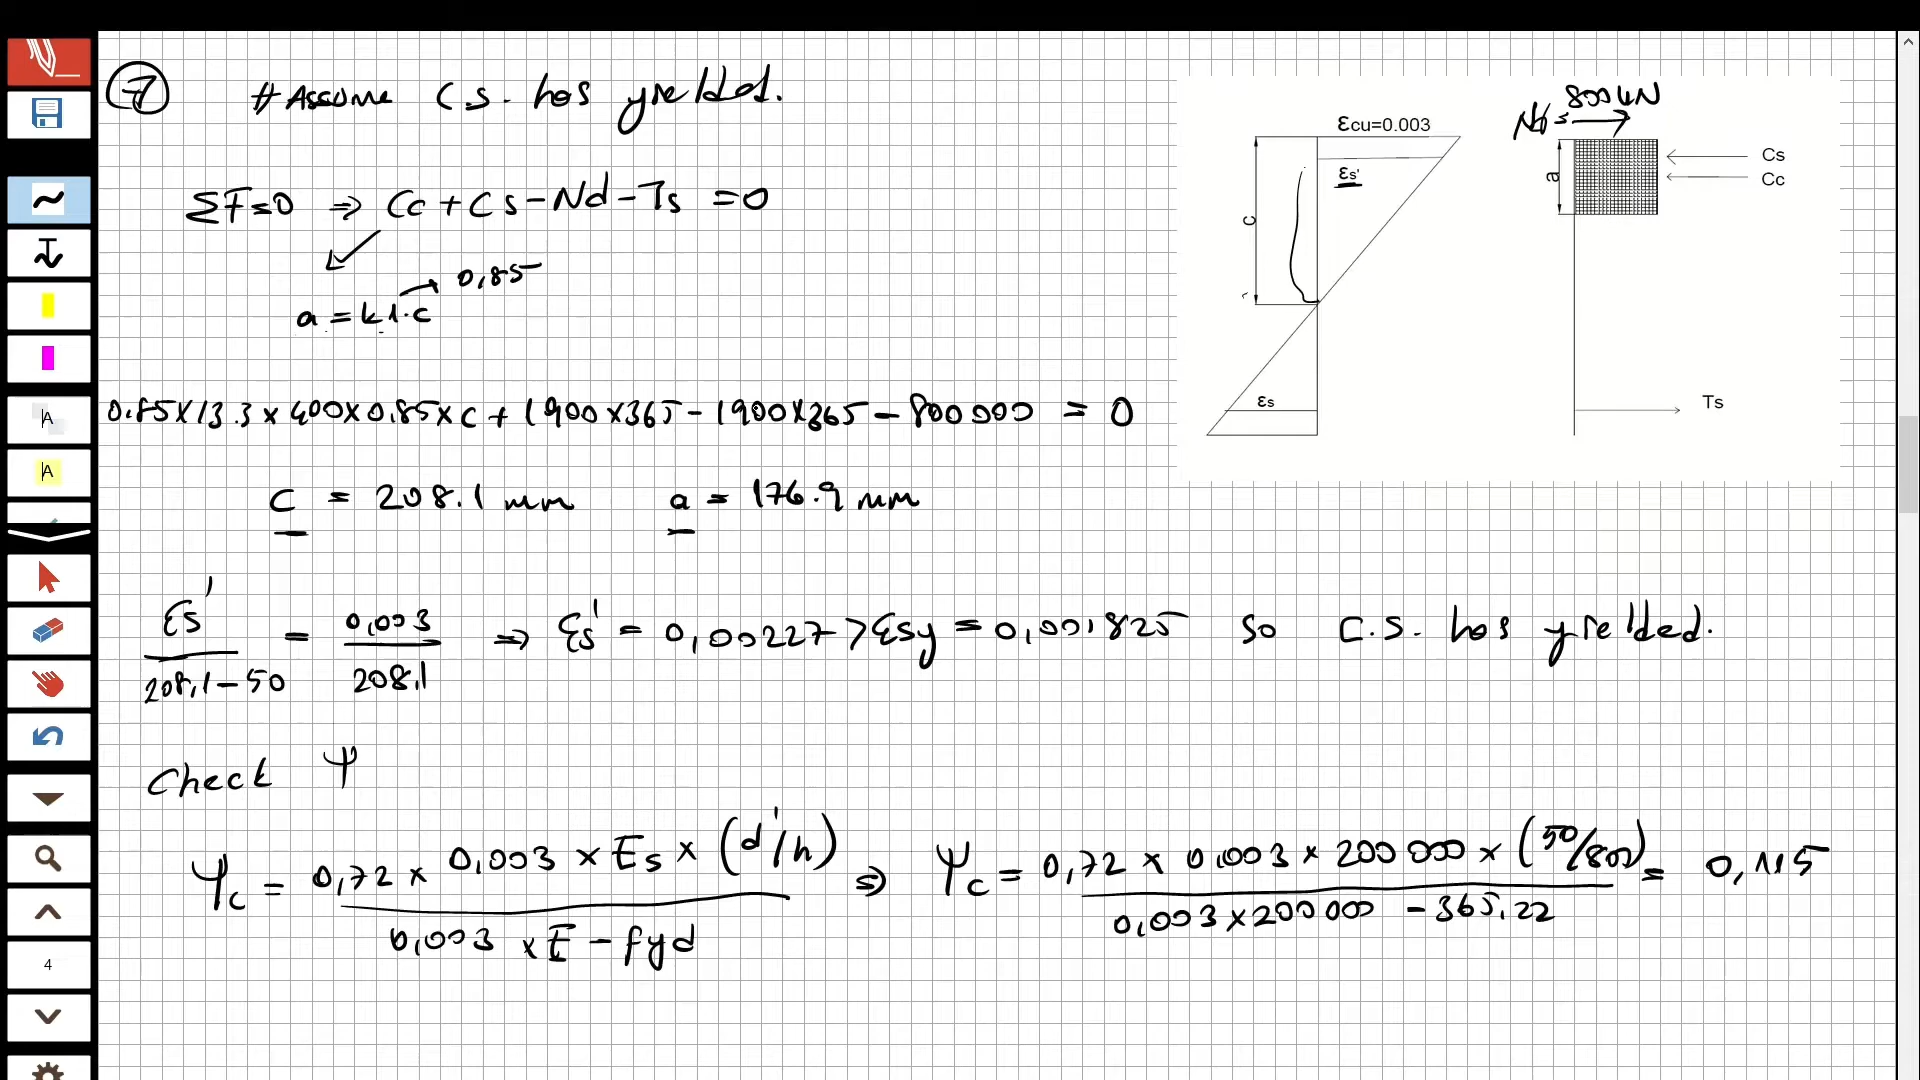 7 # Assume C.S. has yielded.
ΣF=0 ⇒ Cc + Cs - Nd - Ts = 0
a = k1.c → 0,85
0.85 x 13.3 x 400 x 0.85 x c + 1900 x 365 - 1900 x 365 - 800000 = 0
c = 208.1 mm a = 176.9 mm
εs' / 208,1-50 = 0,003 / 208,1 ⇒ εs' = 0,00227 > εsy = 0,001825 so C.S. has yielded.
Check Ψ
Ψc = 0,72 x 0,003 x Es x (d'/h) / 0,003 x E - fyd ⇒ Ψc = 0,72 x 0,003 x 200 000 x (50/800) / 0,003 x 200 000 - 365,22 = 0,115
εcu=0.003
εs'
c
εs
Nd = 800 kN
a
Cs
Cc
Ts
A
A
4